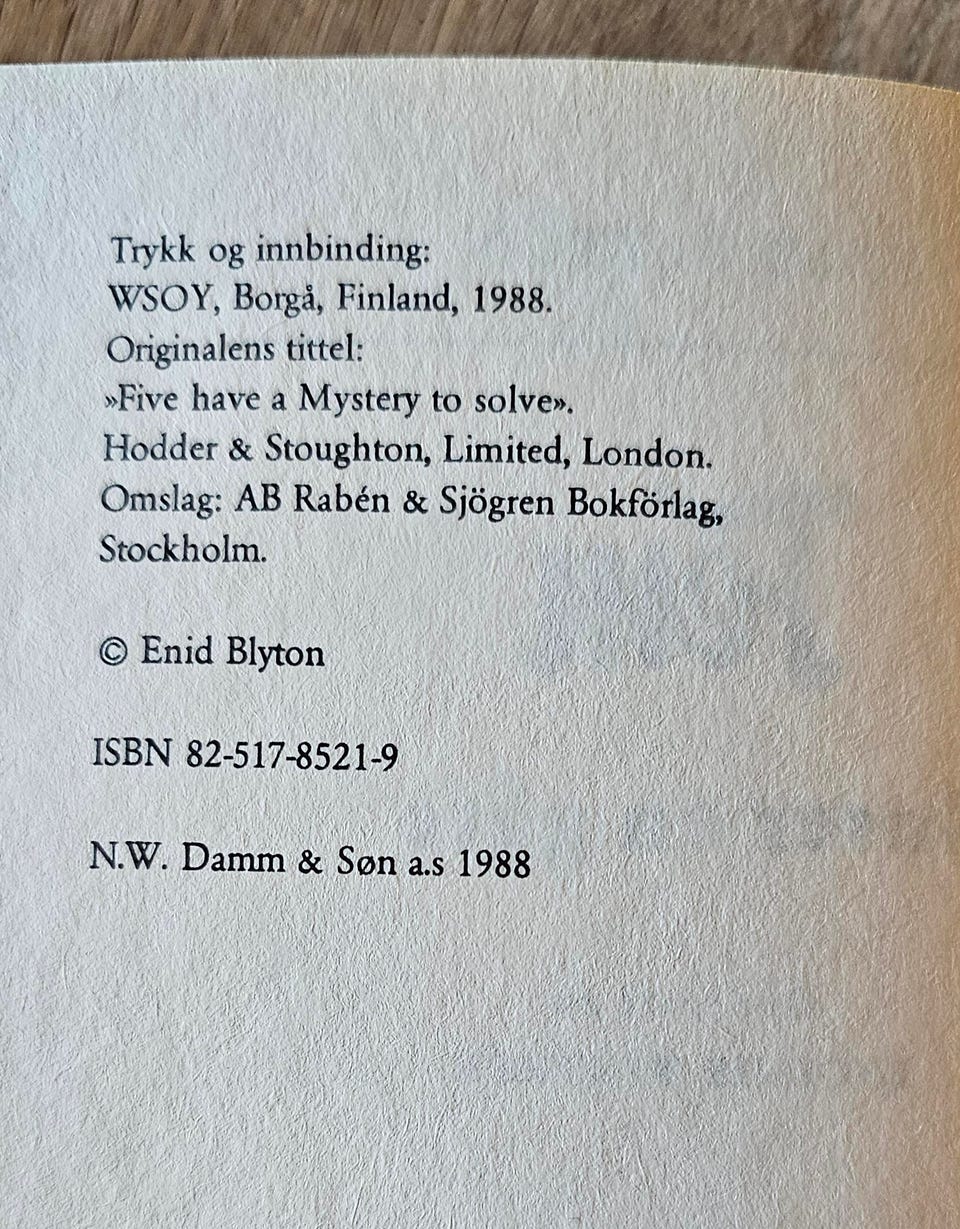 Trykk og innbinding:
WSOY, Borgå, Finland, 1988.
Originalens tittel:
»Five have a Mystery to solve».
Hodder & Stoughton, Limited, London.
Omslag: AB Rabén & Sjögren Bokförlag,
Stockholm.
© Enid Blyton
ISBN 82-517-8521-9
N.W. Damm & Søn a.s 1988